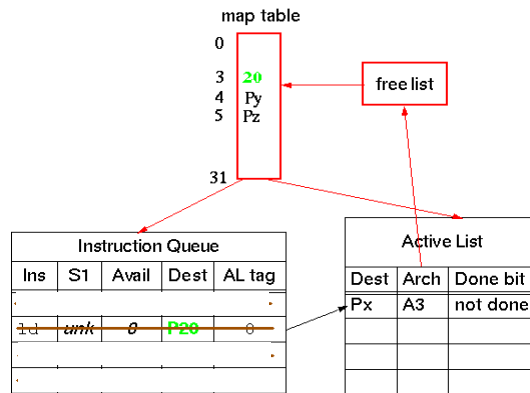 map table
0
3 20
free list
4 Py
5 Pz
31
Instruction Queue
Ins S1 Avail Dest AL tag
ld unk 0 P20 0
Active List
Dest Arch Done bit
Px A3 not done